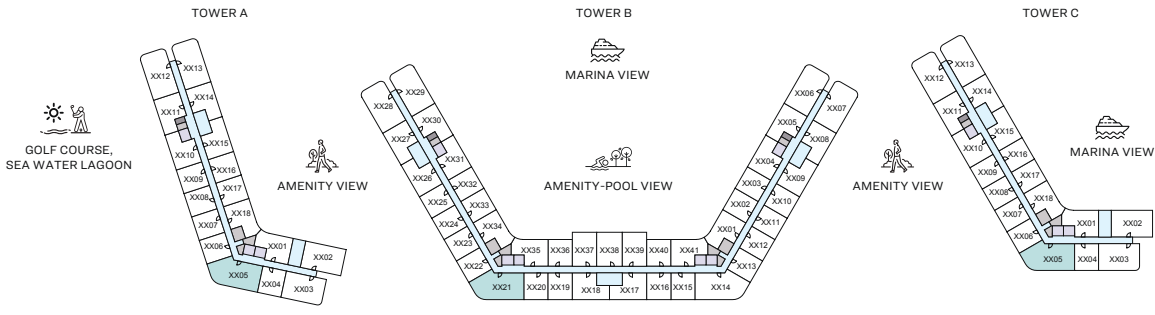 TOWER A
TOWER B
TOWER C
MARINA VIEW
GOLF COURSE,
SEA WATER LAGOON
AMENITY VIEW
AMENITY-POOL VIEW
AMENITY VIEW
MARINA VIEW
XX12
XX13
XX11
XX14
XX10
XX15
XX09
XX16
XX08
XX17
XX07
XX18
XX06
XX01
XX02
XX05
XX04
XX03
XX28
XX29
XX27
XX30
XX26
XX31
XX25
XX32
XX24
XX33
XX23
XX34
XX22
XX35
XX36
XX37
XX38
XX39
XX40
XX41
XX21
XX20
XX19
XX18
XX17
XX16
XX15
XX14
XX06
XX07
XX05
XX08
XX04
XX09
XX03
XX10
XX02
XX11
XX01
XX12
XX13
XX12
XX13
XX11
XX14
XX10
XX15
XX09
XX16
XX08
XX17
XX07
XX18
XX06
XX01
XX02
XX05
XX04
XX03